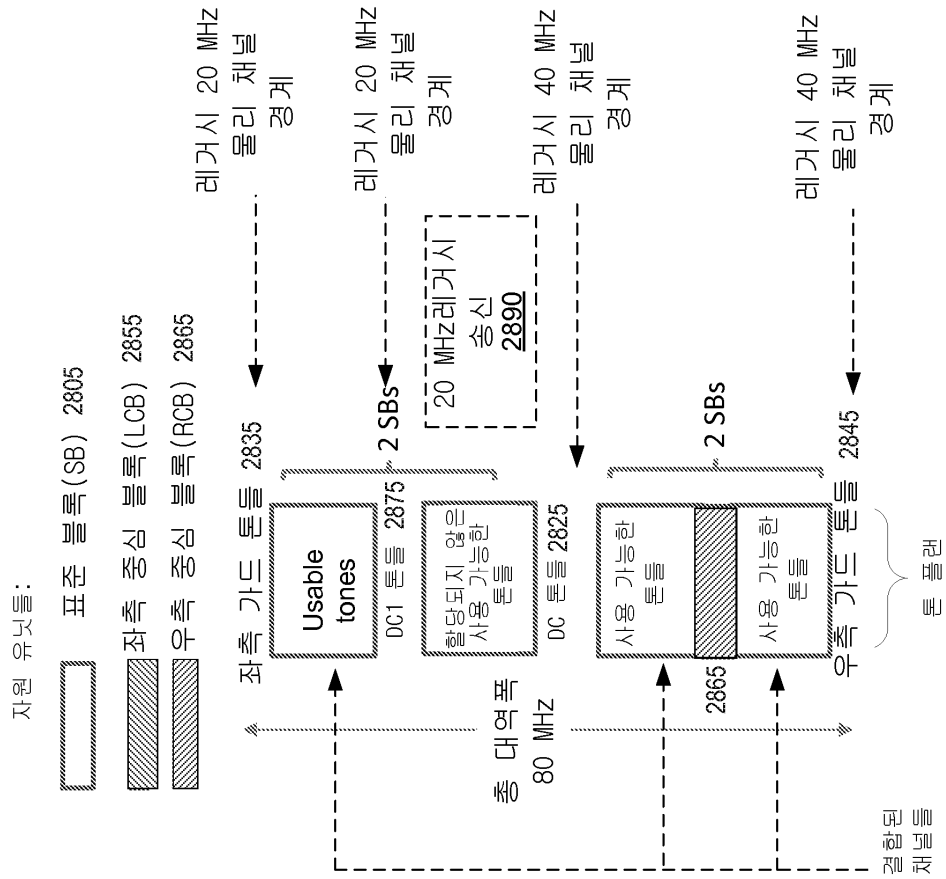 자원 유닛들:
표준 블록(SB) 2805
좌측 중심 블록(LCB) 2855
우측 중심 블록(RCB) 2865
레거시 20 MHz
물리 채널
경계
레거시 20 MHz
물리 채널
경계
레거시 40 MHz
물리 채널
경계
레거시 40 MHz
물리 채널
경계
좌측 가드 톤들 2835
Usable
tones
2 SBs
DC1 톤들 2875
할당되지 않은
사용 가능한
톤들
20 MHz레거시
송신
2890
DC 톤들 2825
사용 가능한
톤들
2865
사용 가능한
톤들
2 SBs
우측 가드 톤들 2845
톤 플랜
총 대역폭
80 MHz
결합된
채널들